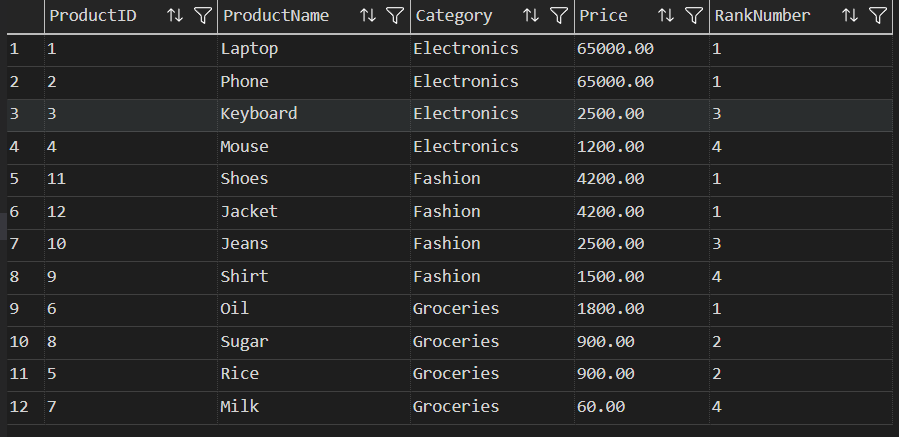 ProductID ProductName Category Price RankNumber
1 1 Laptop Electronics 65000.00 1
2 2 Phone Electronics 65000.00 1
3 3 Keyboard Electronics 2500.00 3
4 4 Mouse Electronics 1200.00 4
5 11 Shoes Fashion 4200.00 1
6 12 Jacket Fashion 4200.00 1
7 10 Jeans Fashion 2500.00 3
8 9 Shirt Fashion 1500.00 4
9 6 Oil Groceries 1800.00 1
10 8 Sugar Groceries 900.00 2
11 5 Rice Groceries 900.00 2
12 7 Milk Groceries 60.00 4